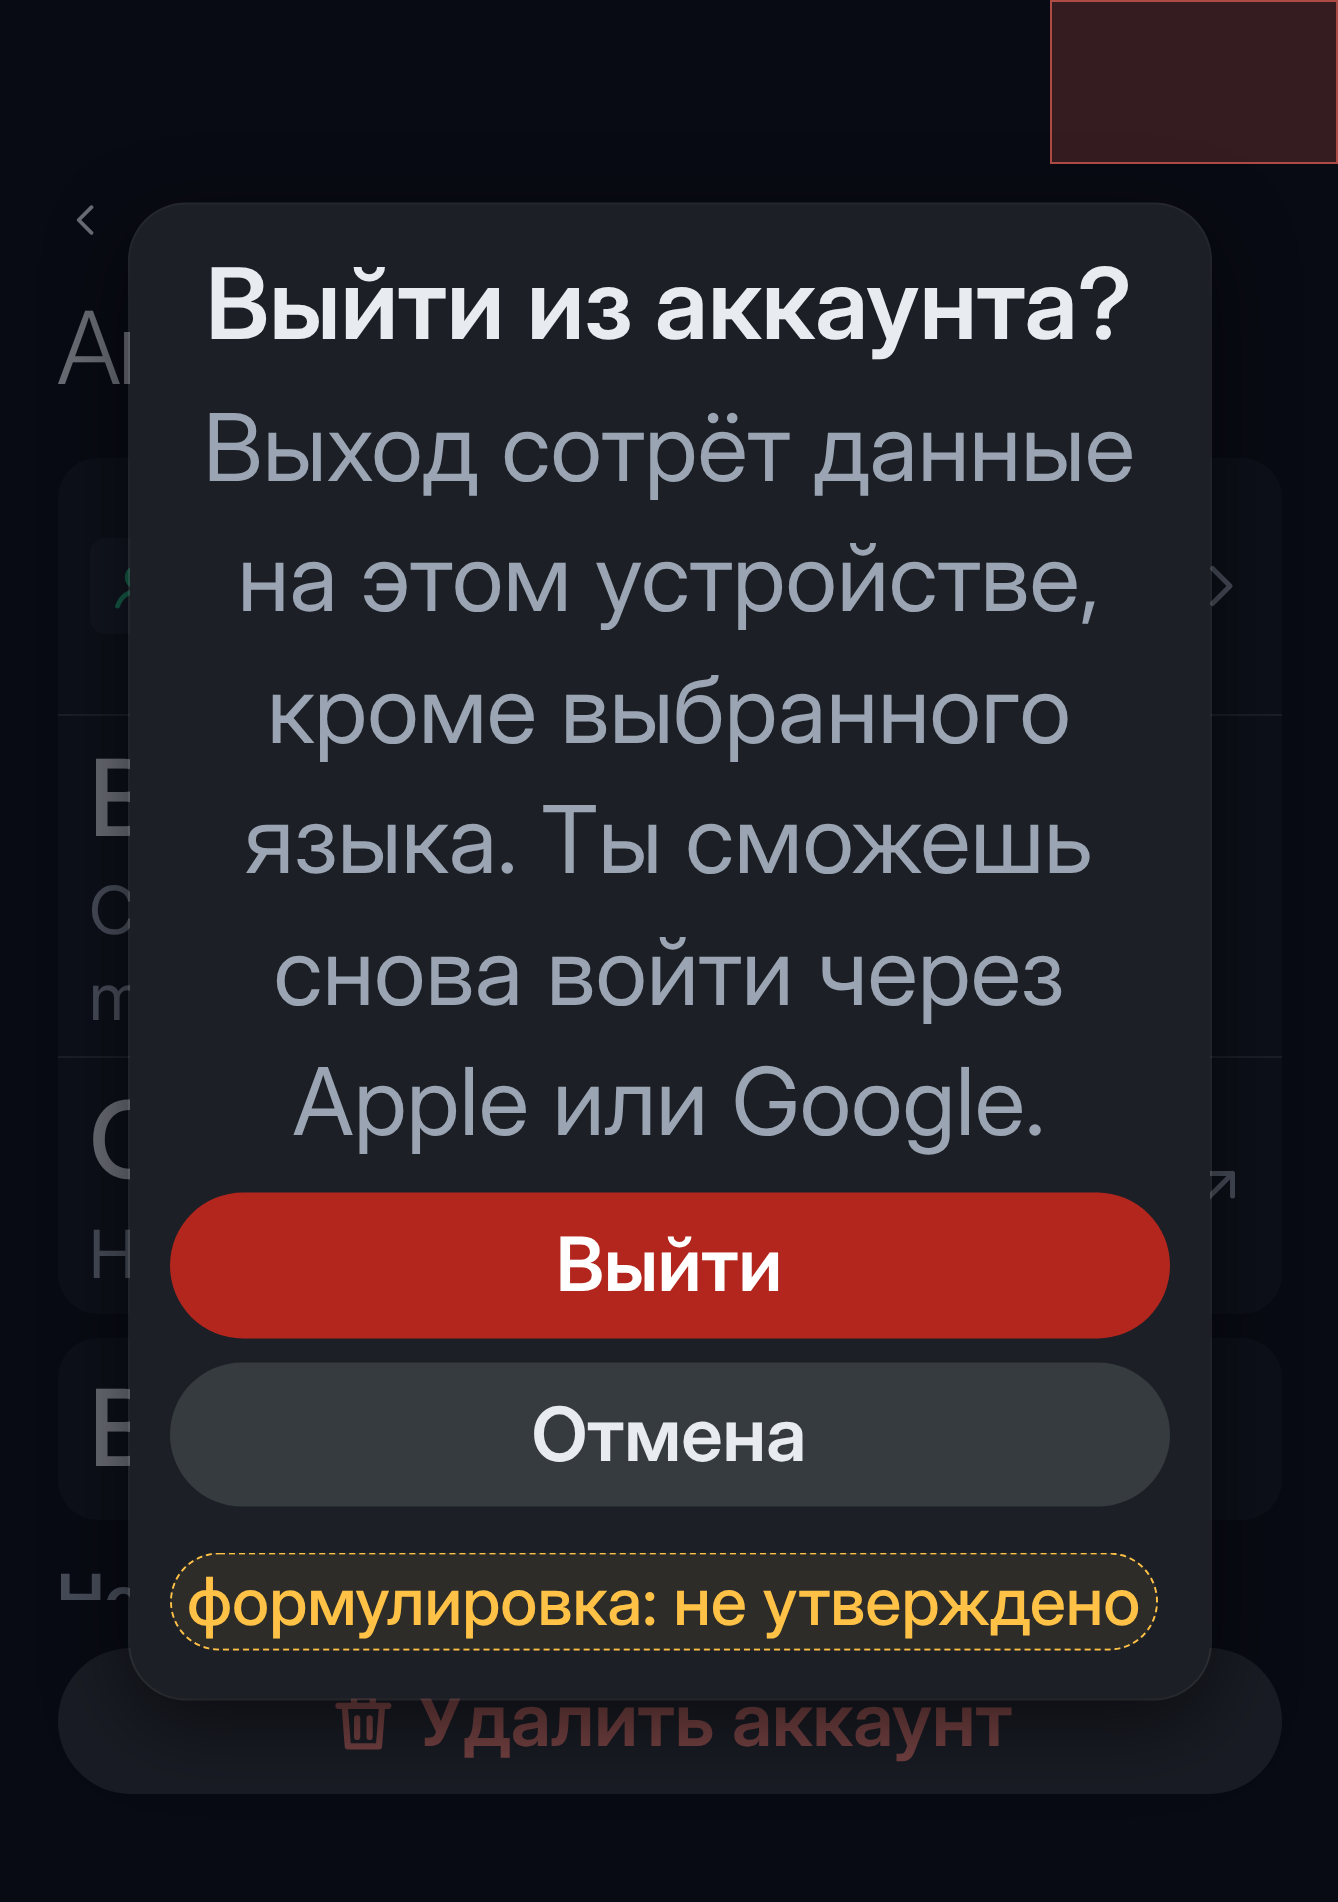 Выйти из аккаунта?
Выход сотрёт данные
на этом устройстве,
кроме выбранного
языка. Ты сможешь
снова войти через
Apple или Google.
Выйти
Отмена
формулировка: не утверждено
Удалить аккаунт